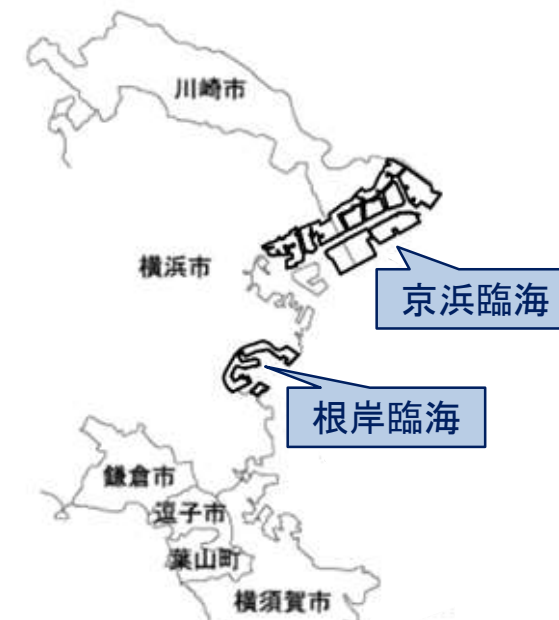 川崎市
横浜市
京浜臨海
根岸臨海
鎌倉市
逗子市
葉山町
横須賀市